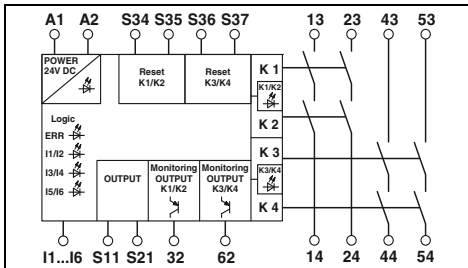 A1 A2 S34 S35 S36 S37 13 23 43 53
POWER
24V DC
Reset
K1/K2
Reset
K3/K4
K 1
K1/K2
K 2
Logic
ERR
I1/I2
I3/I4
I5/I6
K 3
K3/K4
K 4
OUTPUT
Monitoring
OUTPUT
K1/K2
Monitoring
OUTPUT
K3/K4
I1...I6 S11 S21 32 62 14 24 44 54